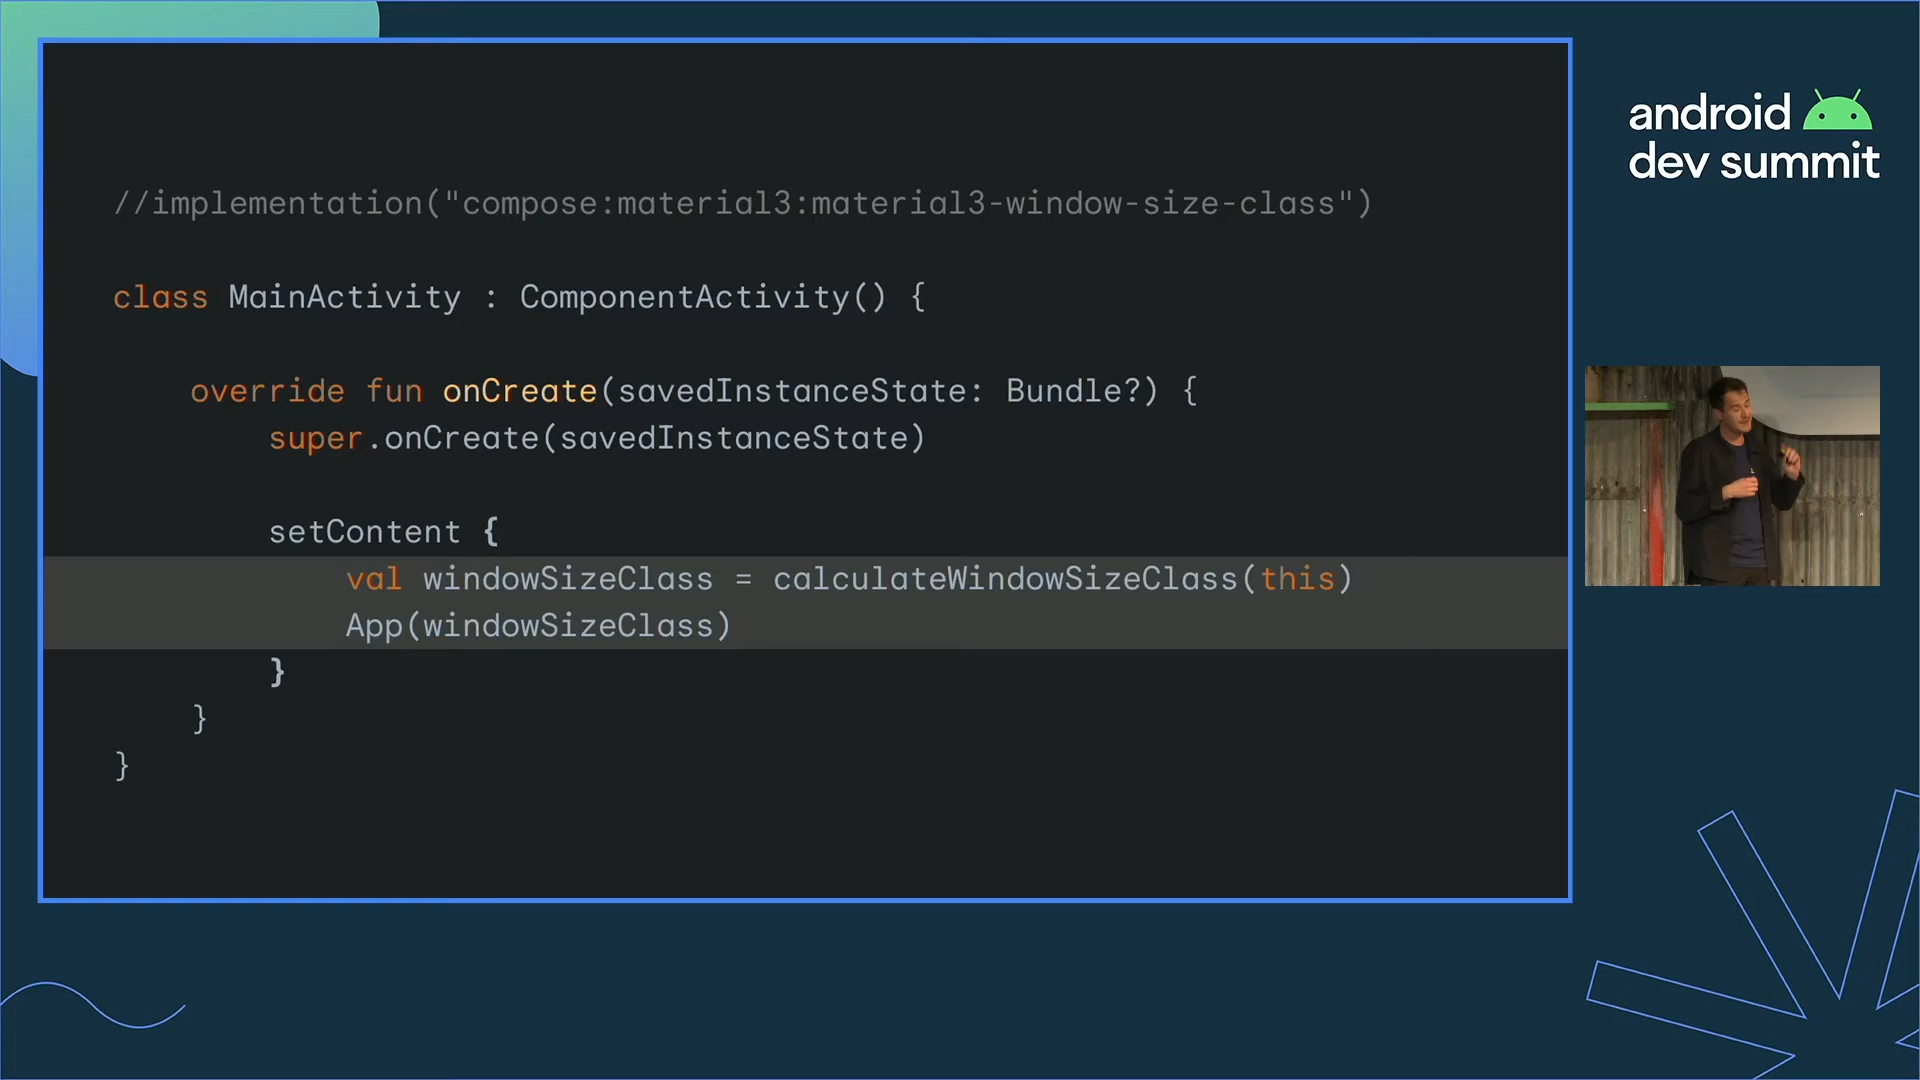 //implementation("compose:material3:material3-window-size-class")
class MainActivity : ComponentActivity() {
override fun onCreate(savedInstanceState: Bundle?) {
super.onCreate(savedInstanceState)
setContent {
val windowSizeClass = calculateWindowSizeClass(this)
App(windowSizeClass)
}
}
}
android
dev summit